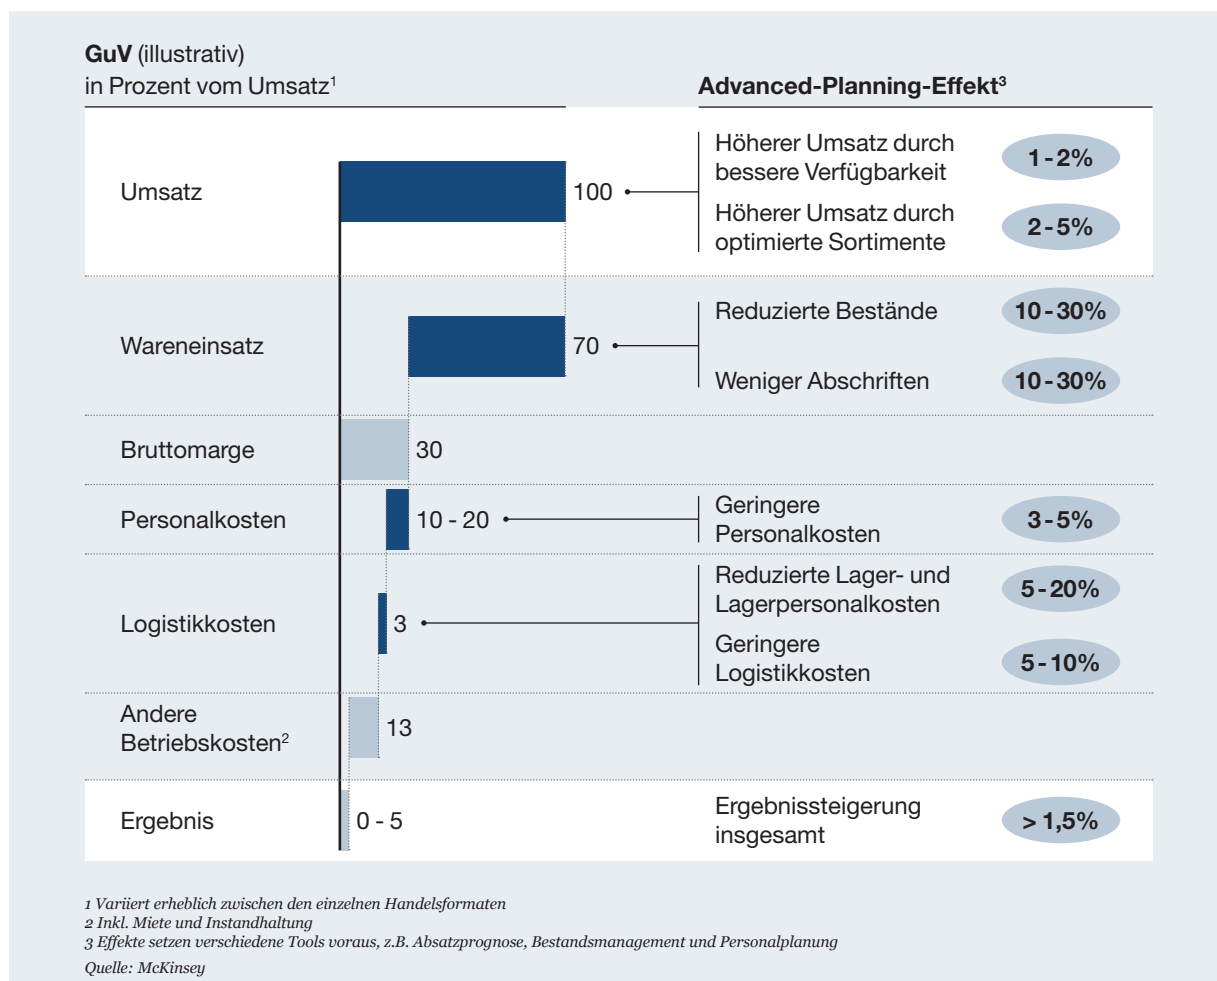 GuV (illustrativ)
in Prozent vom Umsatz¹
Advanced-Planning-Effekt³
Umsatz
100
Höherer Umsatz durch
bessere Verfügbarkeit
1 - 2%
Höherer Umsatz durch
optimierte Sortimente
2 - 5%
Wareneinsatz
70
Reduzierte Bestände
10 - 30%
Weniger Abschriften
10 - 30%
Bruttomarge
30
Personalkosten
10 - 20
Geringere
Personalkosten
3 - 5%
Logistikkosten
3
Reduzierte Lager- und
Lagerpersonalkosten
5 - 20%
Geringere
Logistikkosten
5 - 10%
Andere
Betriebskosten²
13
Ergebnis
0 - 5
Ergebnissteigerung
insgesamt
> 1,5%
1 Variiert erheblich zwischen den einzelnen Handelsformaten
2 Inkl. Miete und Instandhaltung
3 Effekte setzen verschiedene Tools voraus, z.B. Absatzprognose, Bestandsmanagement und Personalplanung
Quelle: McKinsey